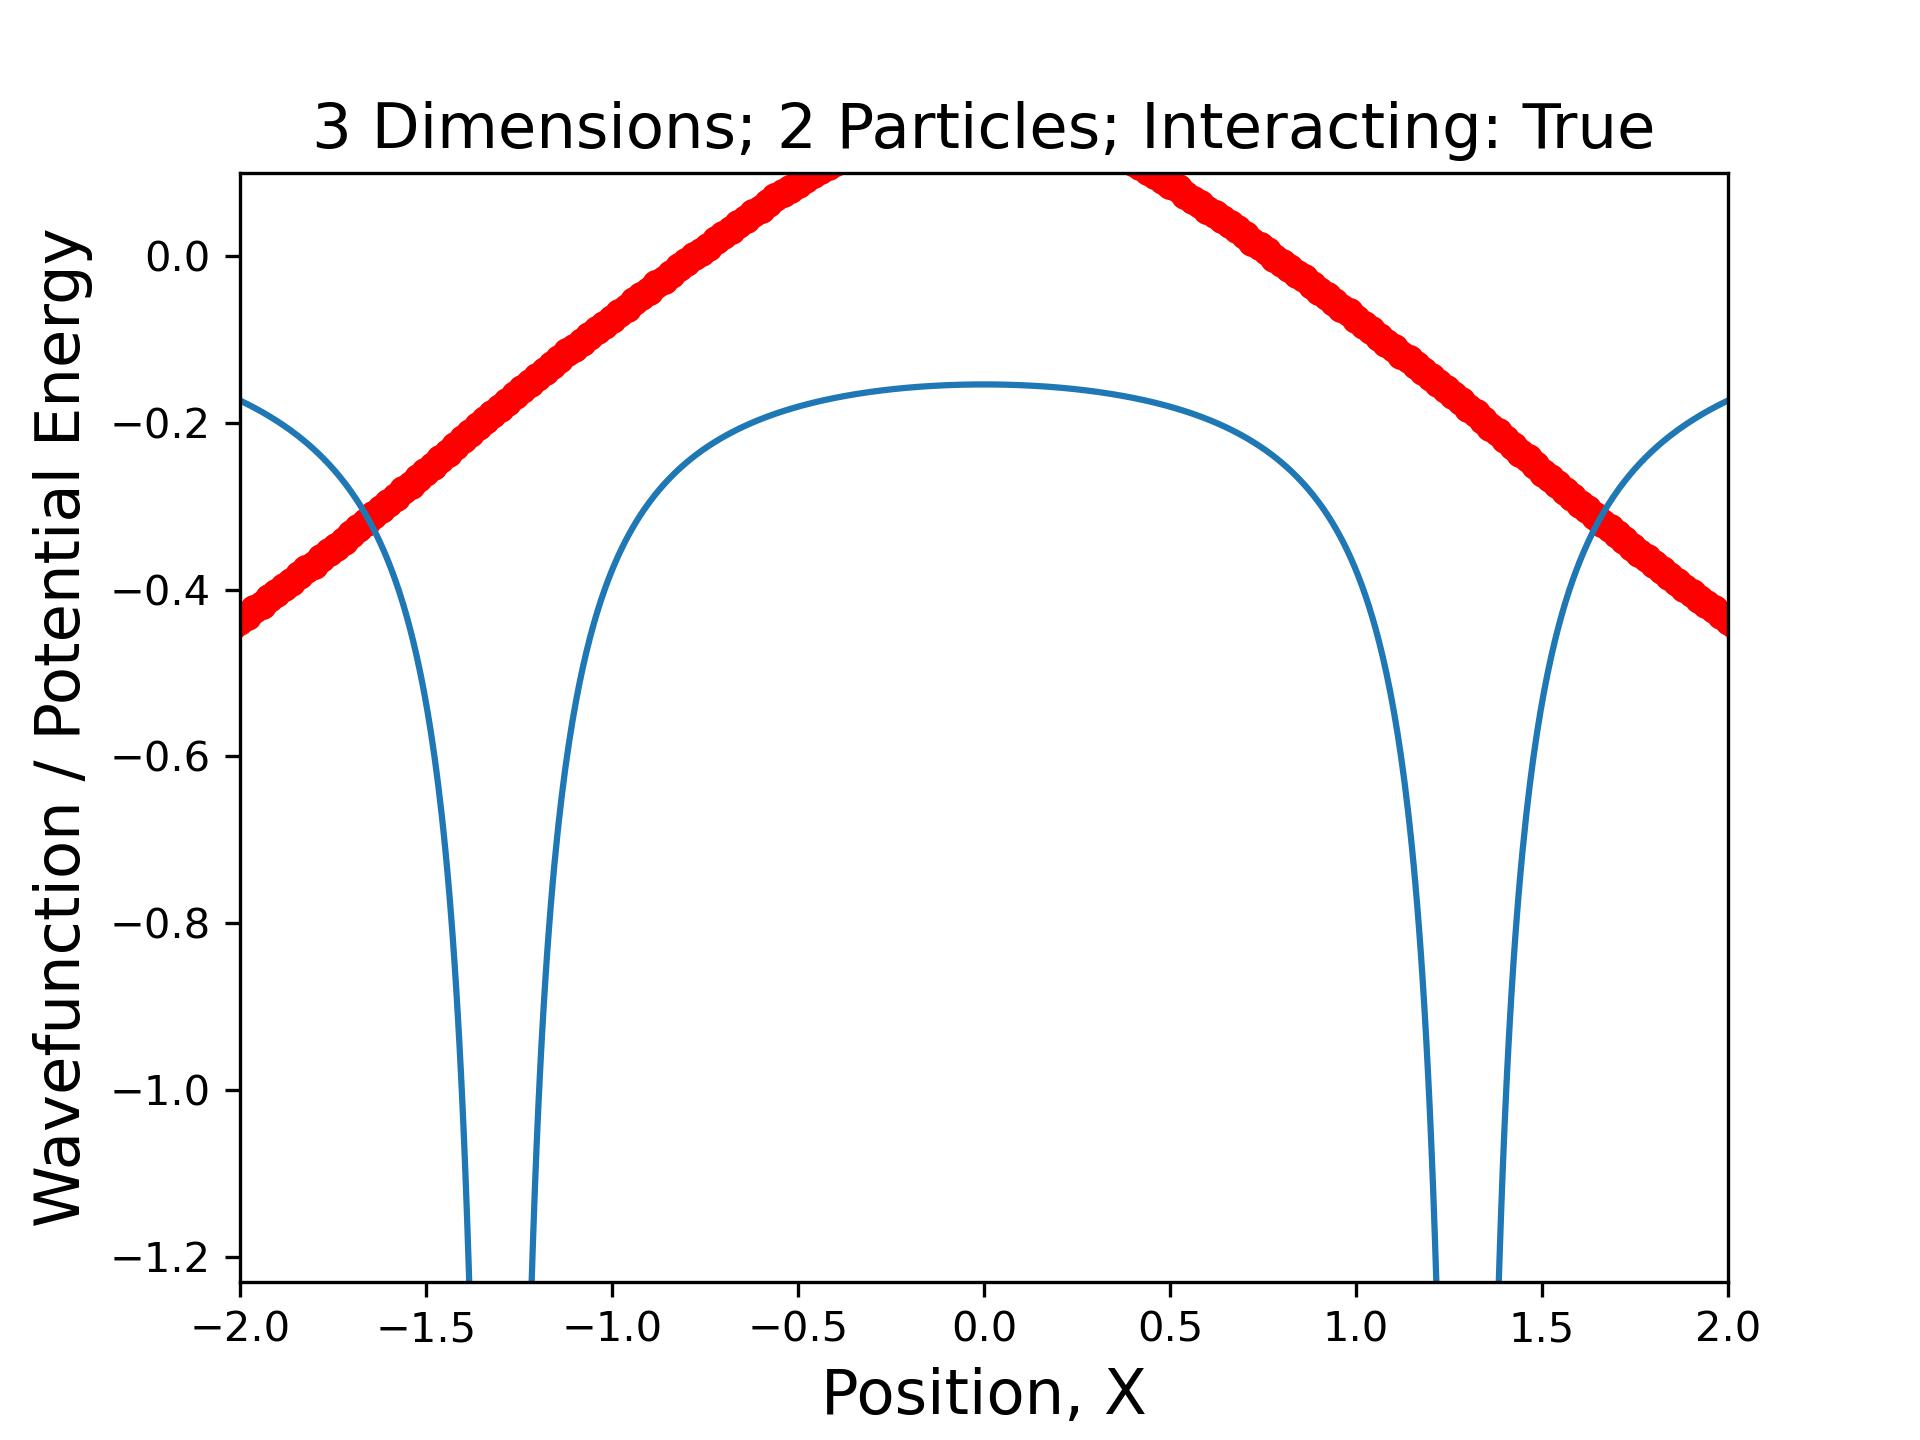 3 Dimensions; 2 Particles; Interacting: True
Wavefunction / Potential Energy
0.0
−0.2
−0.4
−0.6
−0.8
−1.0
−1.2
−2.0 −1.5 −1.0 −0.5 0.0 0.5 1.0 1.5 2.0
Position, X